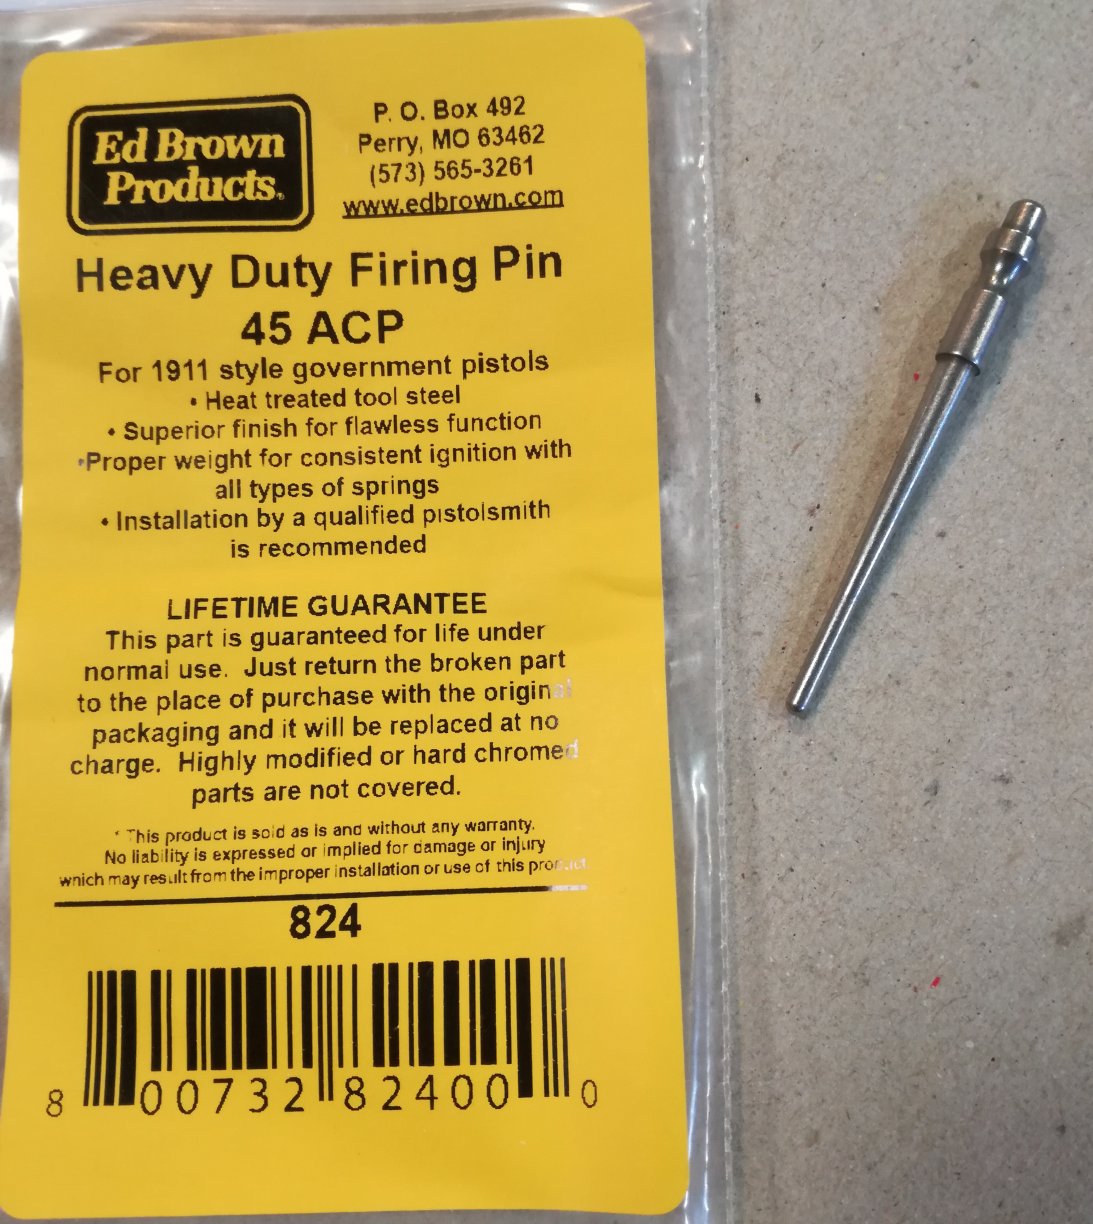 Ed Brown
Products.
P. O. Box 492
Perry, MO 63462
(573) 565-3261
www.edbrown.com
Heavy Duty Firing Pin
45 ACP
For 1911 style government pistols
• Heat treated tool steel
• Superior finish for flawless function
•Proper weight for consistent ignition with
all types of springs
• Installation by a qualified pistolsmith
is recommended
LIFETIME GUARANTEE
This part is guaranteed for life under
normal use. Just return the broken part
to the place of purchase with the original
packaging and it will be replaced at no
charge. Highly modified or hard chromed
parts are not covered.
* This product is sold as is and without any warranty.
No liability is expressed or implied for damage or injury
which may result from the improper installation or use of this product
824
8 00732 82400 0